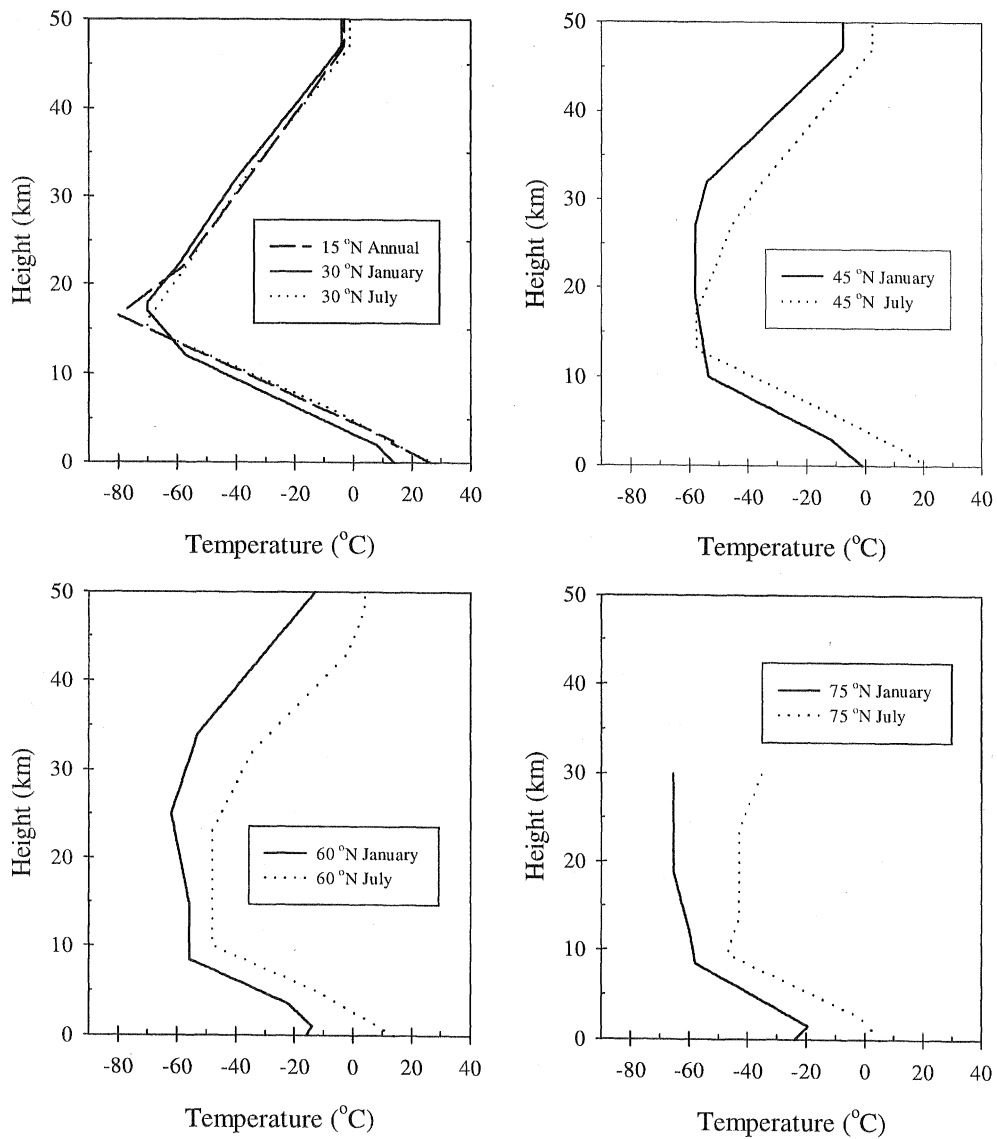 50
40
30
20
10
0
Height (km)
15 °N Annual
30 °N January
30 °N July
-80 -60 -40 -20 0 20 40
Temperature (°C)
50
40
30
20
10
0
Height (km)
45 °N January
45 °N July
-80 -60 -40 -20 0 20 40
Temperature (°C)
50
40
30
20
10
0
Height (km)
60 °N January
60 °N July
-80 -60 -40 -20 0 20 40
Temperature (°C)
50
40
30
20
10
0
Height (km)
75 °N January
75 °N July
-80 -60 -40 -20 0 20 40
Temperature (°C)